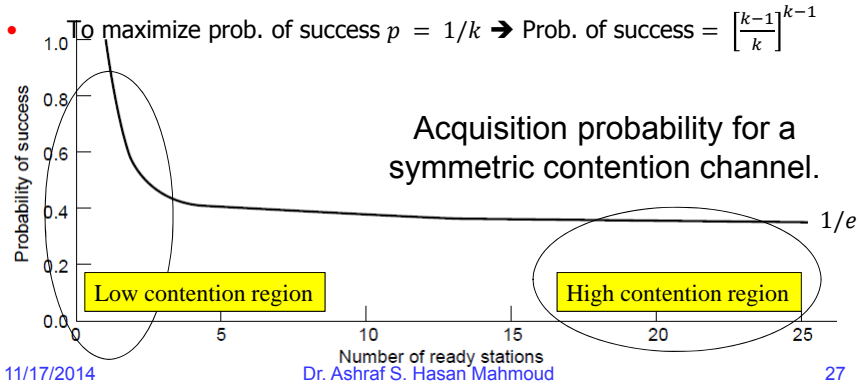 • To maximize prob. of success p = 1/k ➔ Prob. of success = [(k−1)/k]^(k−1)
1.0
0.8
0.6
0.4
0.2
0.0
Probability of success
Acquisition probability for a
symmetric contention channel.
1/e
Low contention region
High contention region
0
5
10
15
20
25
Number of ready stations
11/17/2014
Dr. Ashraf S. Hasan Mahmoud
27